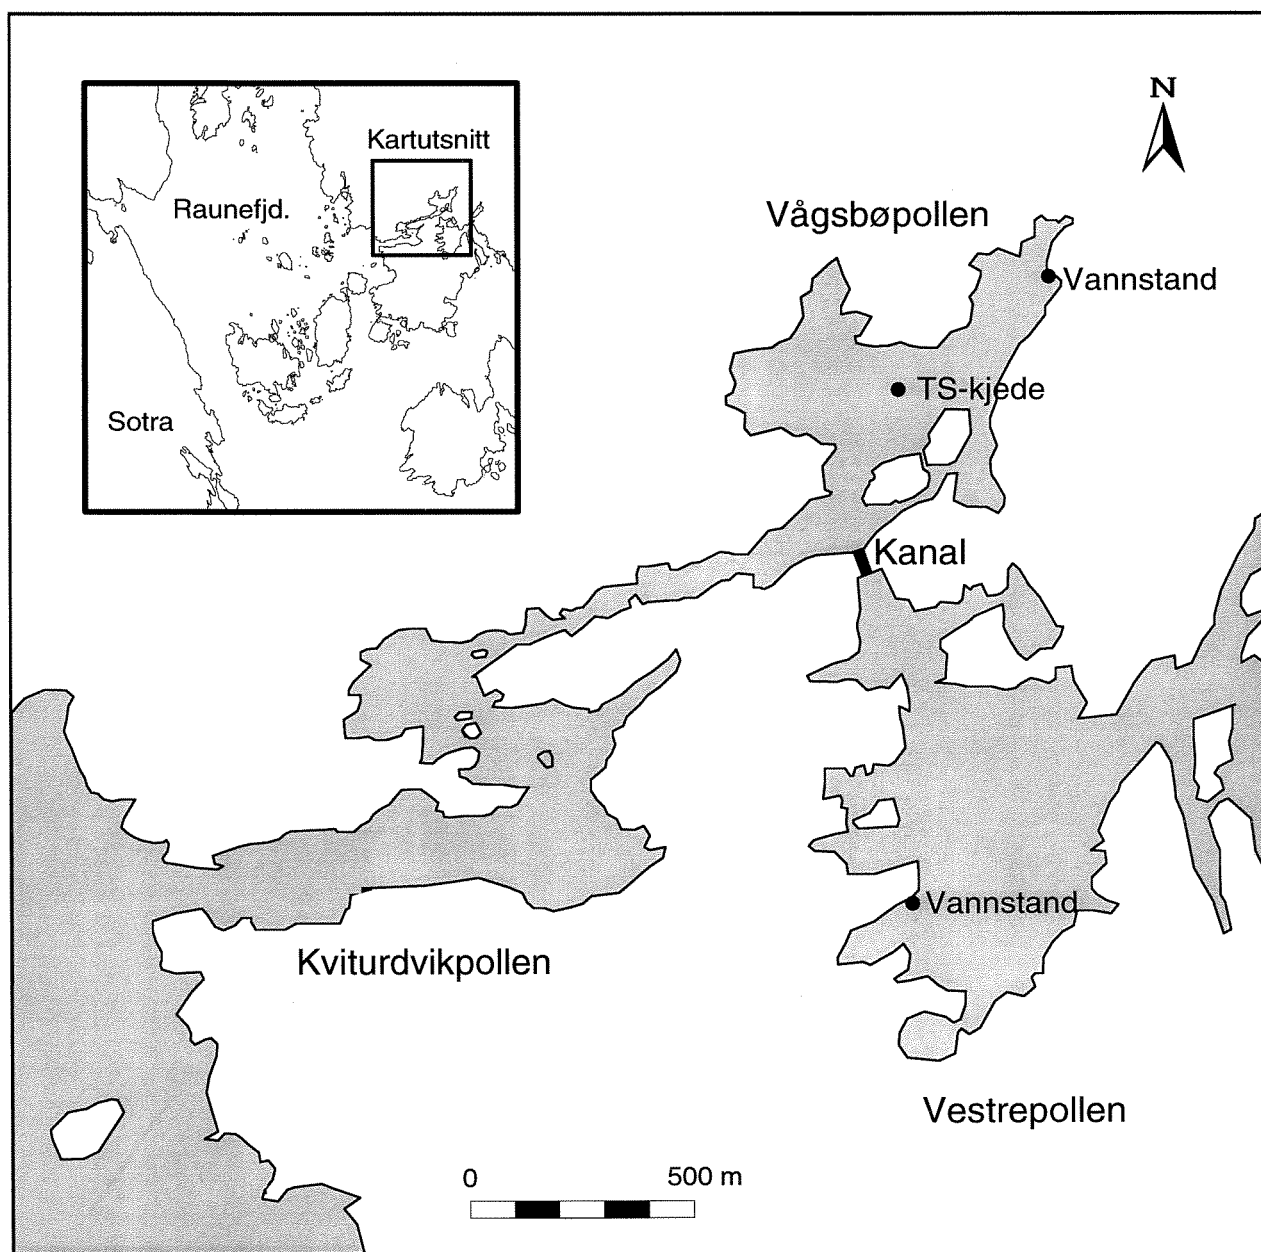 N
Kartutsnitt
Raunefjd.
Sotra
Vågsbøpollen
Vannstand
TS-kjede
Kanal
Vannstand
Kviturdvikpollen
Vestrepollen
0 500 m